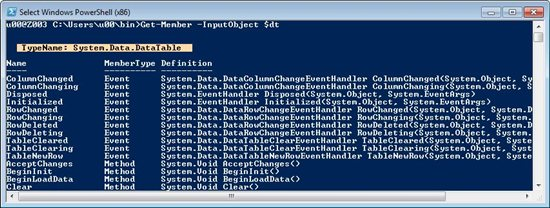 Select Windows PowerShell (x86)
u00@Z003 C:\Users\u00\bin>Get-Member -InputObject $dt
TypeName: System.Data.DataTable
Name MemberType Definition
---- ---------- ----------
ColumnChanged Event System.Data.DataColumnChangeEventHandler ColumnChanged(System.Object, Sy
ColumnChanging Event System.Data.DataColumnChangeEventHandler ColumnChanging(System.Object, S
Disposed Event System.EventHandler Disposed(System.Object, System.EventArgs)
Initialized Event System.EventHandler Initialized(System.Object, System.EventArgs)
RowChanged Event System.Data.DataRowChangeEventHandler RowChanged(System.Object, System.D
RowChanging Event System.Data.DataRowChangeEventHandler RowChanging(System.Object, System.
RowDeleted Event System.Data.DataRowChangeEventHandler RowDeleted(System.Object, System.D
RowDeleting Event System.Data.DataRowChangeEventHandler RowDeleting(System.Object, System.
TableCleared Event System.Data.DataTableClearEventHandler TableCleared(System.Object, Syste
TableClearing Event System.Data.DataTableClearEventHandler TableClearing(System.Object, Syst
TableNewRow Event System.Data.DataTableNewRowEventHandler TableNewRow(System.Object, Syste
AcceptChanges Method System.Void AcceptChanges()
BeginInit Method System.Void BeginInit()
BeginLoadData Method System.Void BeginLoadData()
Clear Method System.Void Clear()